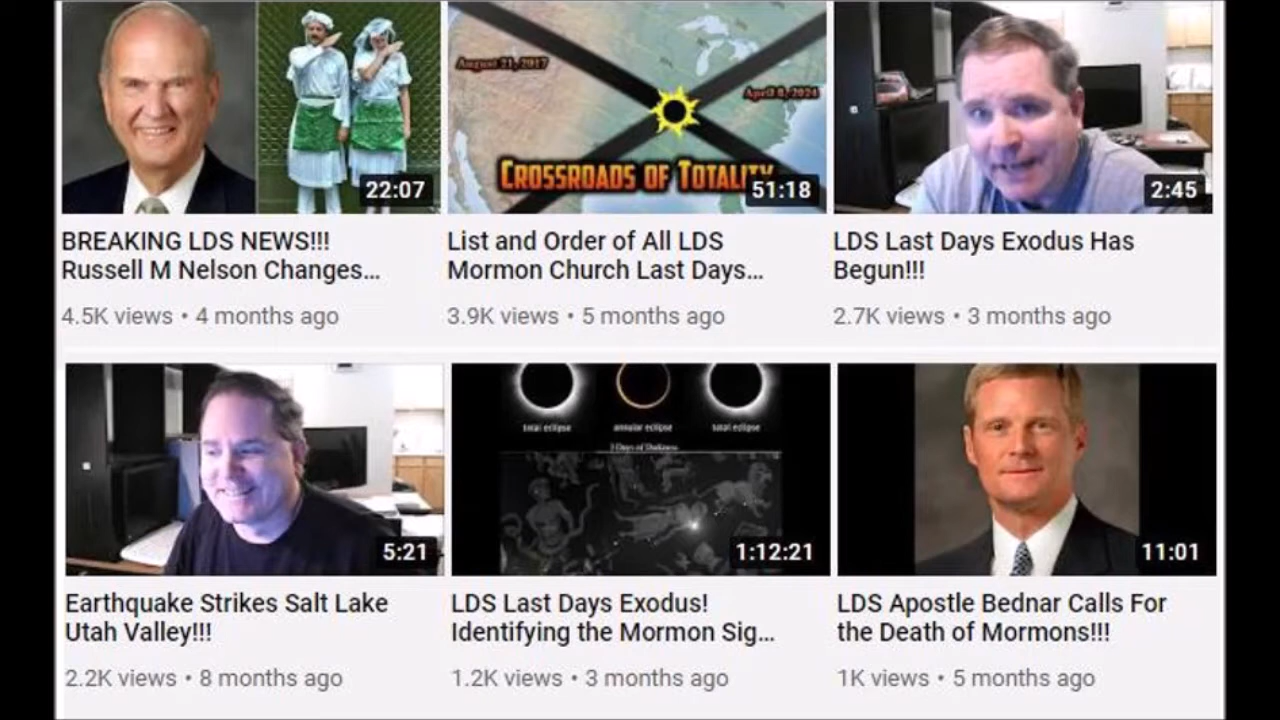 August 21, 2017
April 8, 2024
CROSSROADS OF TOTALITY
22:07
51:18
2:45
BREAKING LDS NEWS!!!
Russell M Nelson Changes...
4.5K views • 4 months ago
List and Order of All LDS
Mormon Church Last Days...
3.9K views • 5 months ago
LDS Last Days Exodus Has
Begun!!!
2.7K views • 3 months ago
total eclipse
annular eclipse
total eclipse
3 Days of Darkness
5:21
1:12:21
11:01
Earthquake Strikes Salt Lake
Utah Valley!!!
2.2K views • 8 months ago
LDS Last Days Exodus!
Identifying the Mormon Sig...
1.2K views • 3 months ago
LDS Apostle Bednar Calls For
the Death of Mormons!!!
1K views • 5 months ago